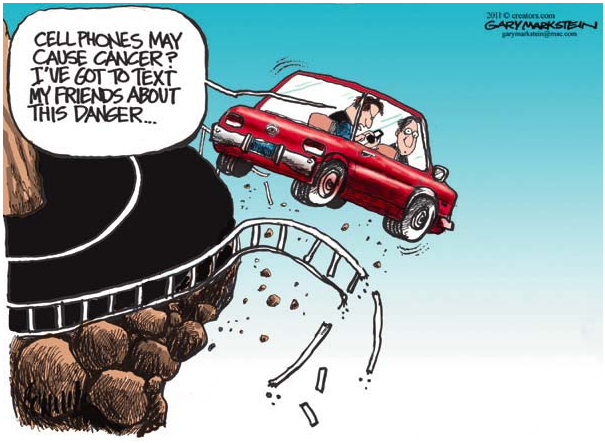 CELL PHONES MAY
CAUSE CANCER?
I'VE GOT TO TEXT
MY FRIENDS ABOUT
THIS DANGER...
2011 © creators.com
GARY MARKSTEIN
garymarkstein@mac.com